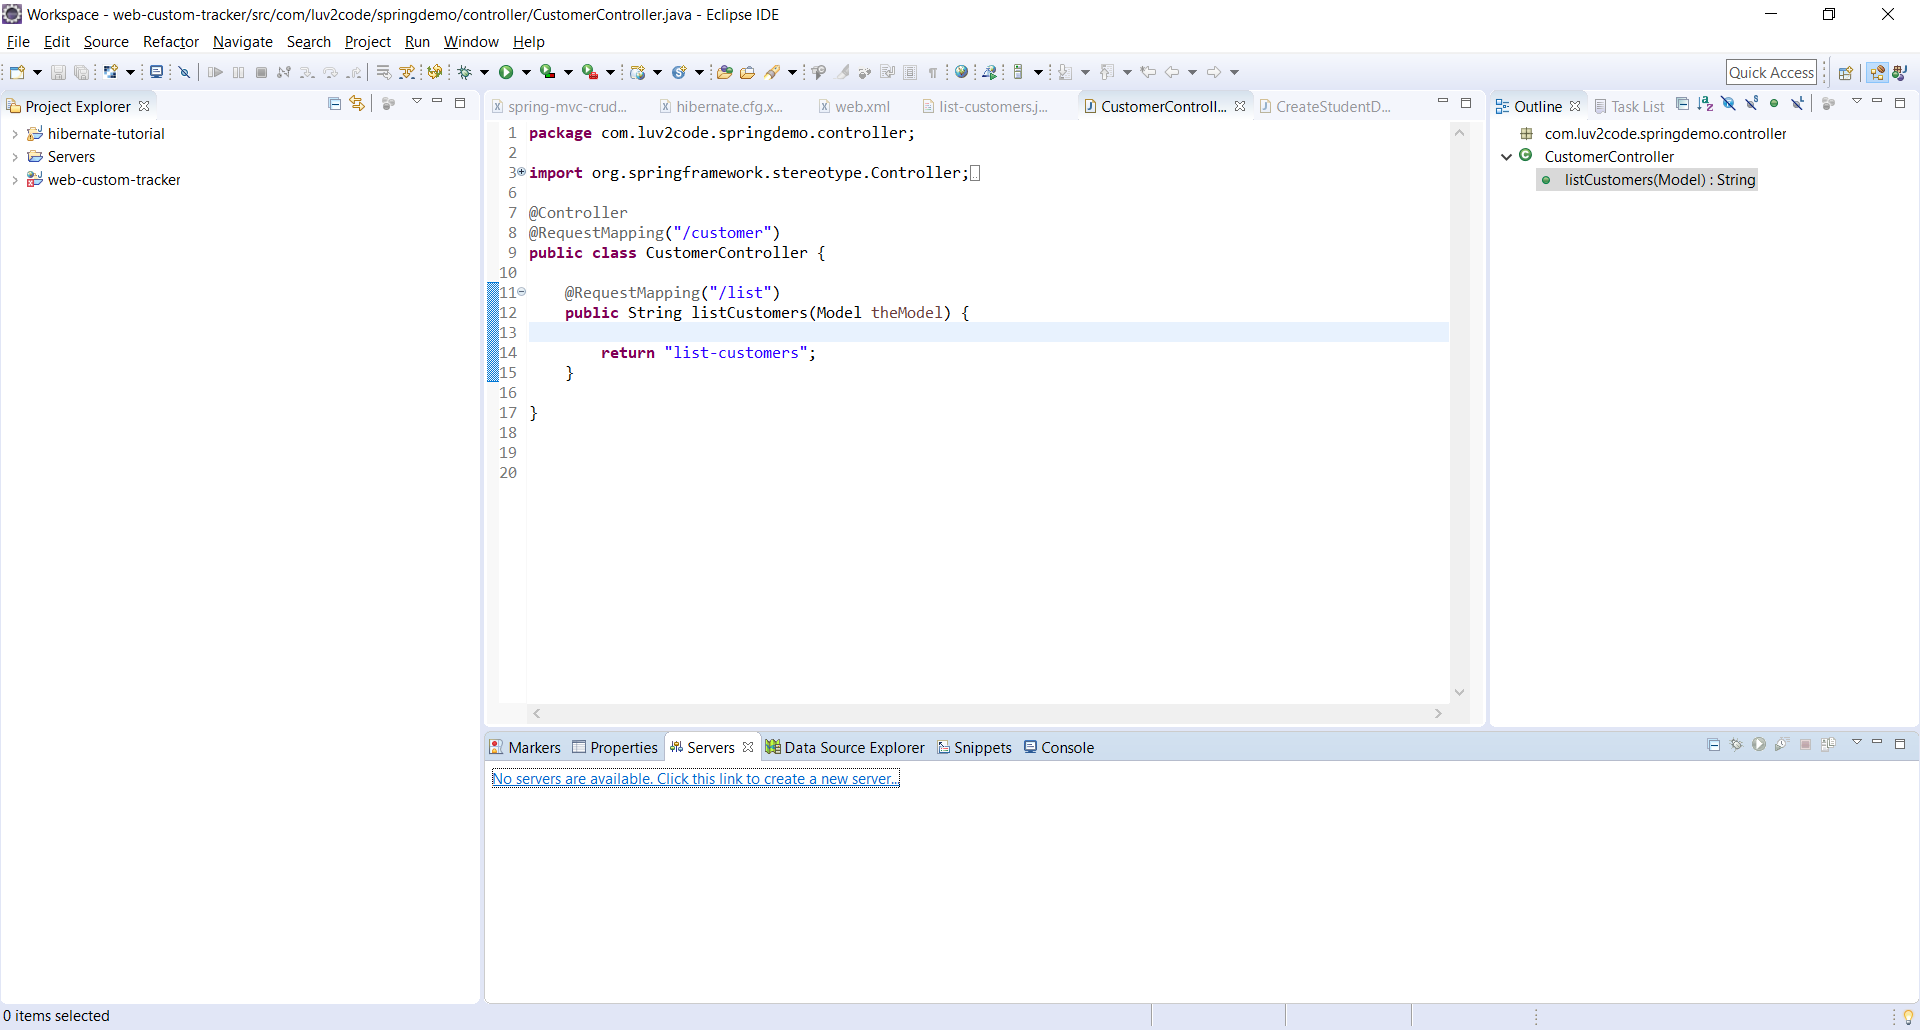 Workspace - web-custom-tracker/src/com/luv2code/springdemo/controller/CustomerController.java - Eclipse IDE
File Edit Source Refactor Navigate Search Project Run Window Help
Quick Access
Project Explorer
hibernate-tutorial
Servers
web-custom-tracker
spring-mvc-crud... hibernate.cfg.x... web.xml list-customers.j... CustomerControll... CreateStudentD...
1 package com.luv2code.springdemo.controller;
2
3 import org.springframework.stereotype.Controller;
6
7 @Controller
8 @RequestMapping("/customer")
9 public class CustomerController {
10
11 @RequestMapping("/list")
12 public String listCustomers(Model theModel) {
13
14 return "list-customers";
15 }
16
17 }
18
19
20
Outline Task List
com.luv2code.springdemo.controller
CustomerController
listCustomers(Model) : String
Markers Properties Servers Data Source Explorer Snippets Console
No servers are available. Click this link to create a new server...
0 items selected